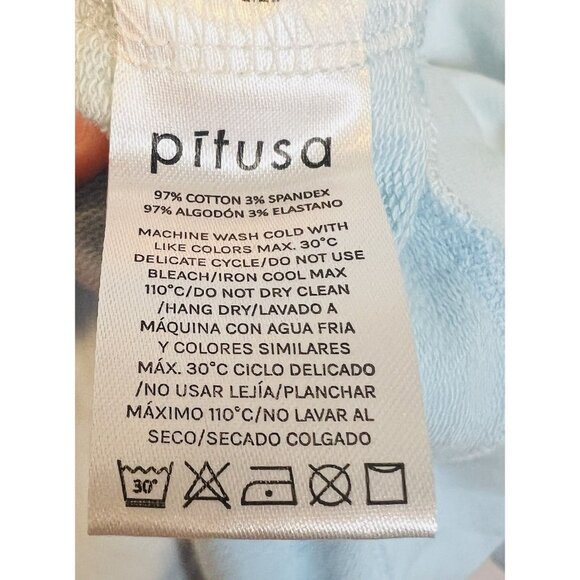 pītusa
97% COTTON 3% SPANDEX
97% ALGODÓN 3% ELASTANO
MACHINE WASH COLD WITH
LIKE COLORS MAX. 30°C
DELICATE CYCLE/DO NOT USE
BLEACH/IRON COOL MAX
110°C/DO NOT DRY CLEAN
/HANG DRY/LAVADO A
MÁQUINA CON AGUA FRIA
Y COLORES SIMILARES
MÁX. 30°C CICLO DELICADO
/NO USAR LEJÍA/PLANCHAR
MÁXIMO 110°C/NO LAVAR AL
SECO/SECADO COLGADO
30°